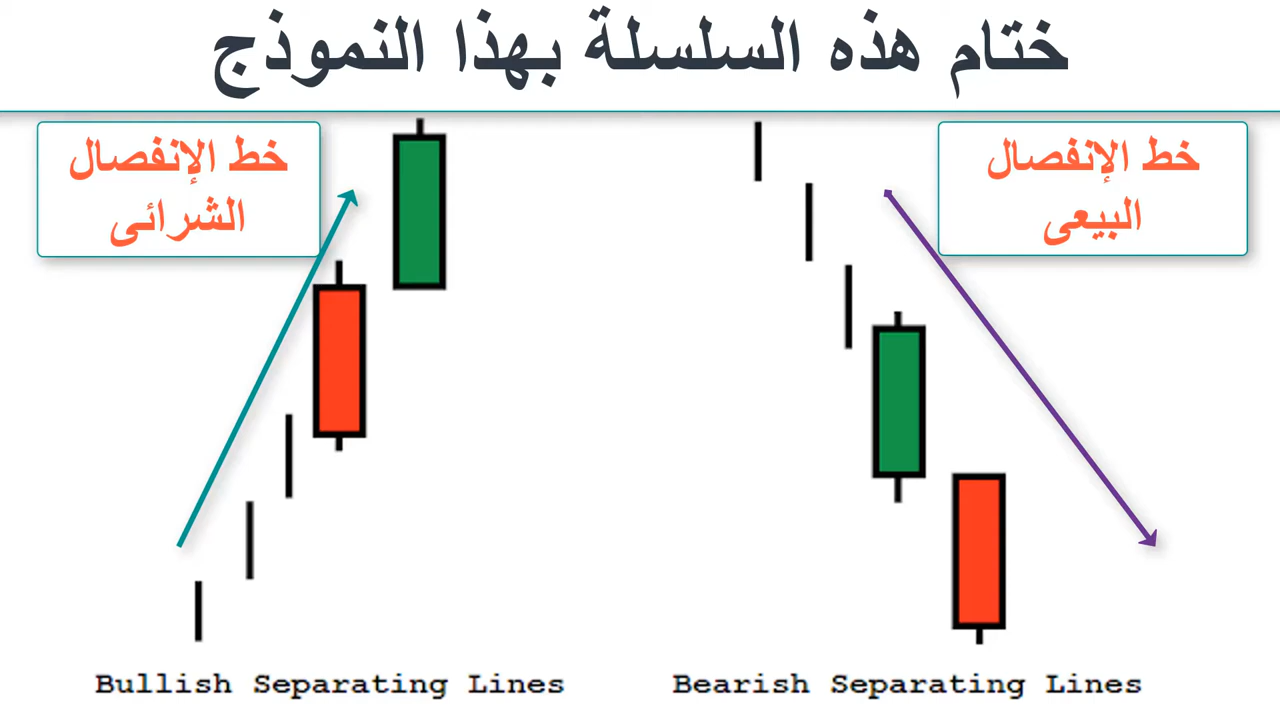 ختام هذه السلسلة بهذا النموذج
خط الإنفصال
البيعى
خط الإنفصال
الشرائى
Bullish Separating Lines
Bearish Separating Lines